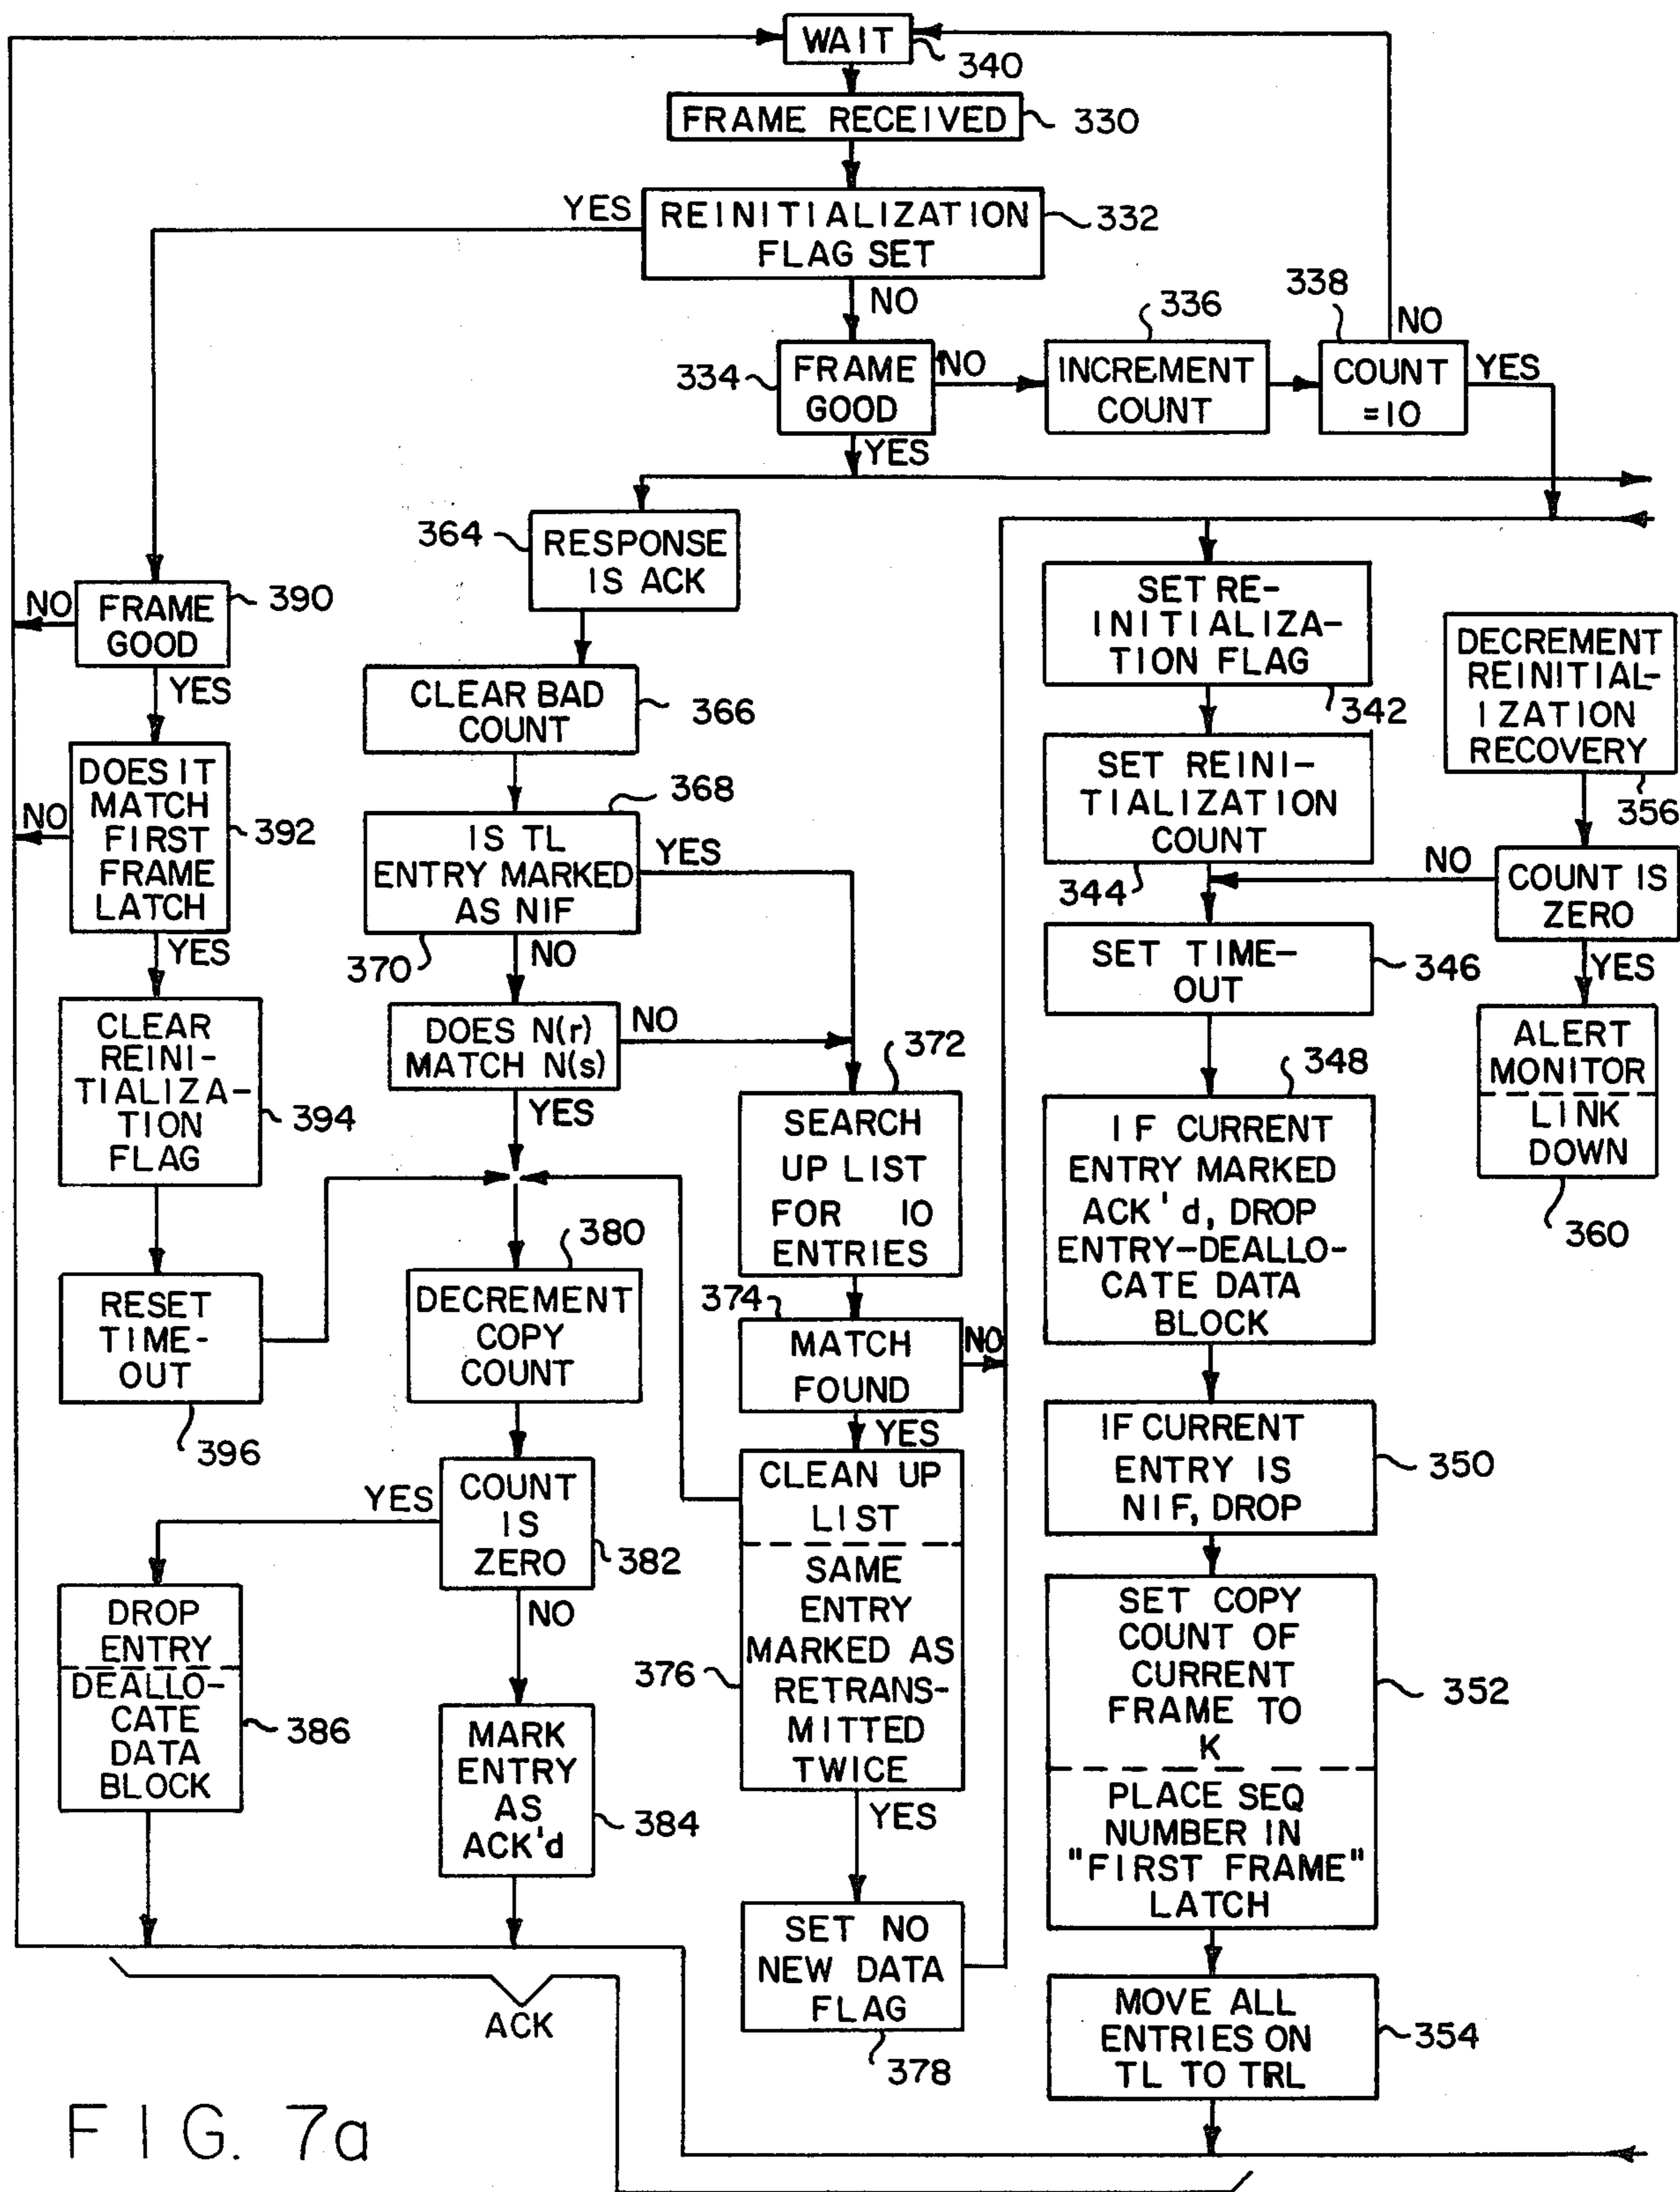 WAIT
340
FRAME RECEIVED
330
REINITIALIZATION
FLAG SET
332
YES
NO
FRAME
GOOD
334
NO
YES
336
INCREMENT
COUNT
338
COUNT
=10
NO
YES
364
RESPONSE
IS ACK
CLEAR BAD
COUNT
366
368
IS TL
ENTRY MARKED
AS NIF
YES
370
NO
DOES N(r)
MATCH N(s)
NO
YES
390
FRAME
GOOD
NO
YES
DOES IT
MATCH
FIRST
FRAME
LATCH
392
NO
YES
CLEAR
REINI-
TIALIZA-
TION
FLAG
394
RESET
TIME-
OUT
396
372
SEARCH
UP LIST
FOR 10
ENTRIES
374
MATCH
FOUND
NO
YES
CLEAN UP
LIST
SAME
ENTRY
MARKED AS
RETRANS-
MITTED
TWICE
376
YES
SET NO
NEW DATA
FLAG
378
380
DECREMENT
COPY
COUNT
COUNT
IS
ZERO
382
YES
NO
DROP
ENTRY
DEALLO-
CATE
DATA
BLOCK
386
MARK
ENTRY
AS
ACK'd
384
ACK
SET RE-
INITIALIZA-
TION FLAG
342
SET REINI-
TIALIZATION
COUNT
344
SET TIME-
OUT
346
348
IF CURRENT
ENTRY MARKED
ACK'd, DROP
ENTRY-DEALLO-
CATE DATA
BLOCK
IF CURRENT
ENTRY IS
NIF, DROP
350
SET COPY
COUNT OF
CURRENT
FRAME TO
K
PLACE SEQ
NUMBER IN
"FIRST FRAME"
LATCH
352
MOVE ALL
ENTRIES ON
TL TO TRL
354
DECREMENT
REINITIAL-
IZATION
RECOVERY
356
COUNT IS
ZERO
NO
YES
ALERT
MONITOR
LINK
DOWN
360
FIG. 7a